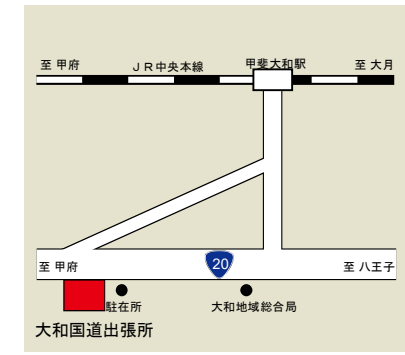 至 甲府
ＪＲ中央本線
甲斐大和駅
至 大月
20
至 甲府
至 八王子
駐在所
大和地域総合局
大和国道出張所